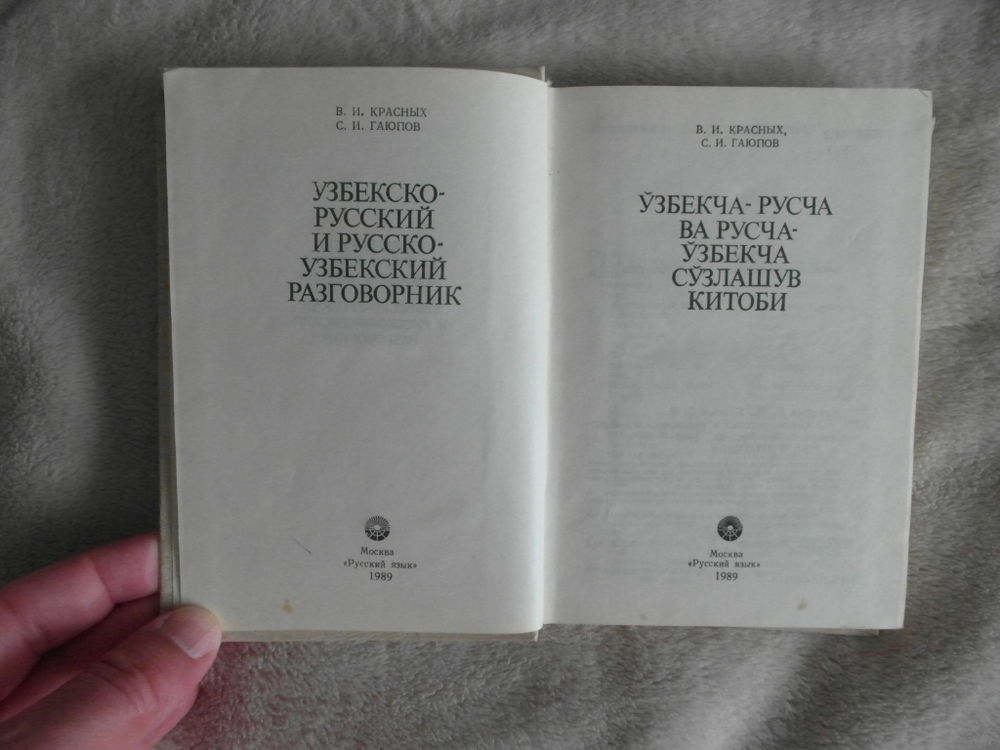 В. И. КРАСНЫХ
С. И. ГАЮПОВ
УЗБЕКСКО-
РУССКИЙ
И РУССКО-
УЗБЕКСКИЙ
РАЗГОВОРНИК
Москва
«Русский язык»
1989
В. И. КРАСНЫХ,
С. И. ГАЮПОВ
ЎЗБЕКЧА- РУСЧА
ВА РУСЧА-
ЎЗБЕКЧА
СЎЗЛАШУВ
КИТОБИ
Москва
«Русский язык»
1989